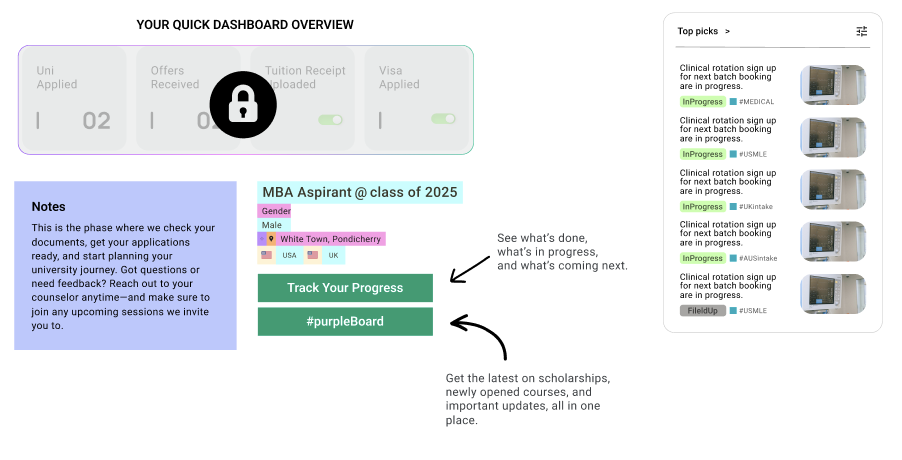 YOUR QUICK DASHBOARD OVERVIEW
Uni
Applied
02
Offers
Received
Tuition Receipt
Uploaded
Visa
Applied
Notes
This is the phase where we check your
documents, get your applications
ready, and start planning your
university journey. Got questions or
need feedback? Reach out to your
counselor anytime—and make sure to
join any upcoming sessions we invite
you to.
MBA Aspirant @ class of 2025
Gender
Male
White Town, Pondicherry
USA UK
Track Your Progress
#purpleBoard
See what's done,
what's in progress,
and what's coming next.
Get the latest on scholarships,
newly opened courses, and
important updates, all in one
place.
Top picks >
Clinical rotation sign up
for next batch booking
are in progress.
InProgress #MEDICAL
Clinical rotation sign up
for next batch booking
are in progress.
InProgress #USMLE
Clinical rotation sign up
for next batch booking
are in progress.
InProgress #UKintake
Clinical rotation sign up
for next batch booking
are in progress.
InProgress #AUSintake
Clinical rotation sign up
for next batch booking
are in progress.
FileldUp #USMLE